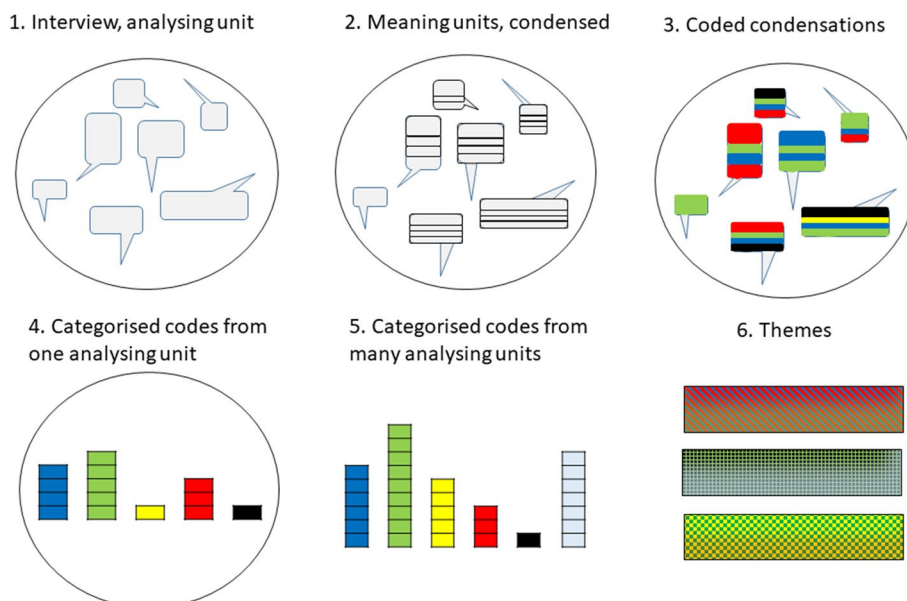 1. Interview, analysing unit
2. Meaning units, condensed
3. Coded condensations
4. Categorised codes from
one analysing unit
5. Categorised codes from
many analysing units
6. Themes